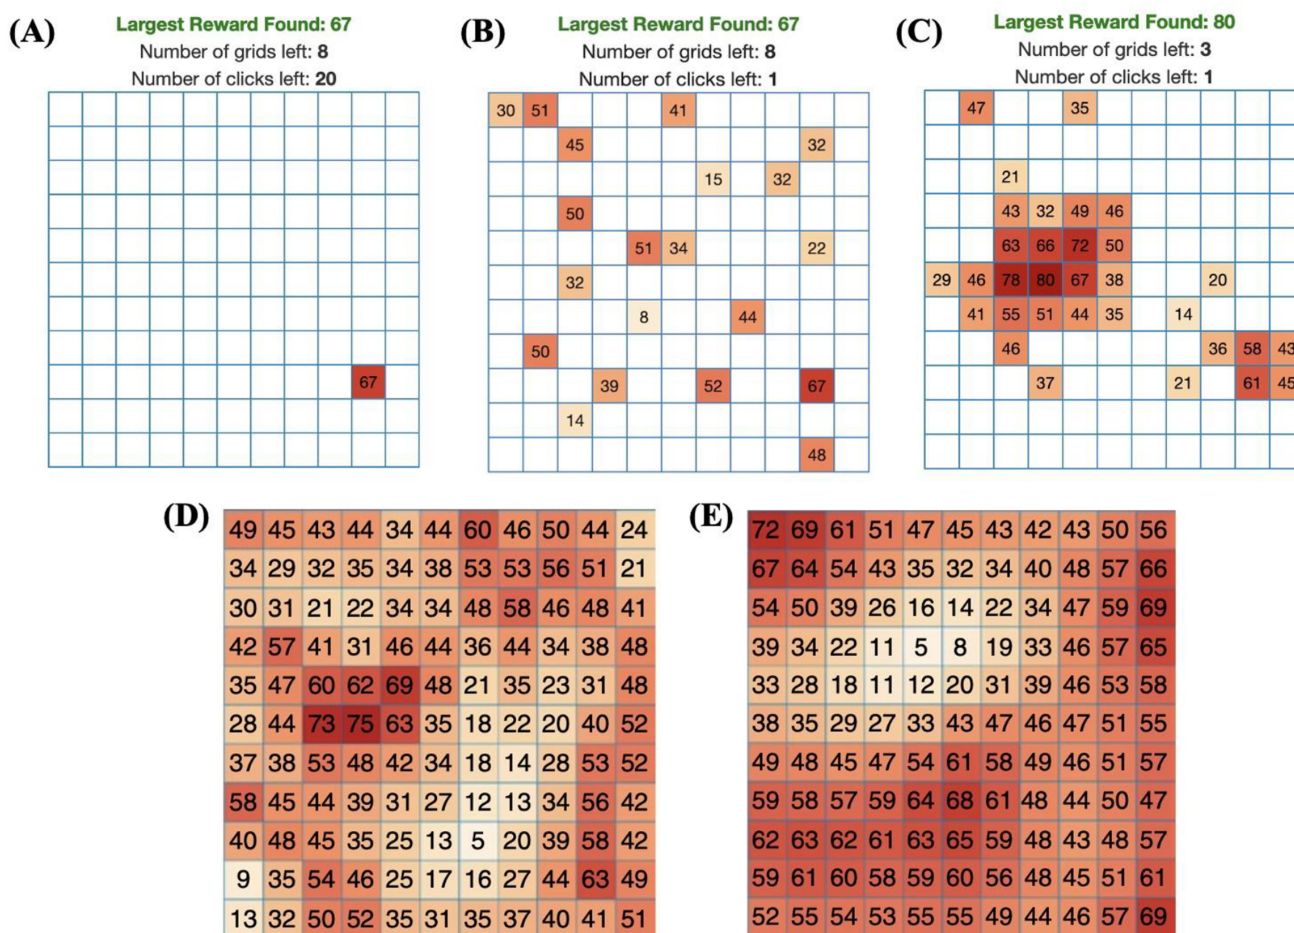 (A)
Largest Reward Found: 67
Number of grids left: 8
Number of clicks left: 20
67
(B)
Largest Reward Found: 67
Number of grids left: 8
Number of clicks left: 1
30 51 41
45 32
15 32
50
51 34 22
32
8 44
50
39 52 67
14
48
(C)
Largest Reward Found: 80
Number of grids left: 3
Number of clicks left: 1
47 35
21
43 32 49 46
63 66 72 50
29 46 78 80 67 38 20
41 55 51 44 35 14
46 36 58 43
37 21 61 45
(D)
49 45 43 44 34 44 60 46 50 44 24
34 29 32 35 34 38 53 53 56 51 21
30 31 21 22 34 34 48 58 46 48 41
42 57 41 31 46 44 36 44 34 38 48
35 47 60 62 69 48 21 35 23 31 48
28 44 73 75 63 35 18 22 20 40 52
37 38 53 48 42 34 18 14 28 53 52
58 45 44 39 31 27 12 13 34 56 42
40 48 45 35 25 13 5 20 39 58 42
9 35 54 46 25 17 16 27 44 63 49
13 32 50 52 35 31 35 37 40 41 51
(E)
72 69 61 51 47 45 43 42 43 50 56
67 64 54 43 35 32 34 40 48 57 66
54 50 39 26 16 14 22 34 47 59 69
39 34 22 11 5 8 19 33 46 57 65
33 28 18 11 12 20 31 39 46 53 58
38 35 29 27 33 43 47 46 47 51 55
49 48 45 47 54 61 58 49 46 51 57
59 58 57 59 64 68 61 48 44 50 47
62 63 62 61 63 65 59 48 43 48 57
59 61 60 58 59 60 56 48 45 51 61
52 55 54 53 55 55 49 44 46 57 69